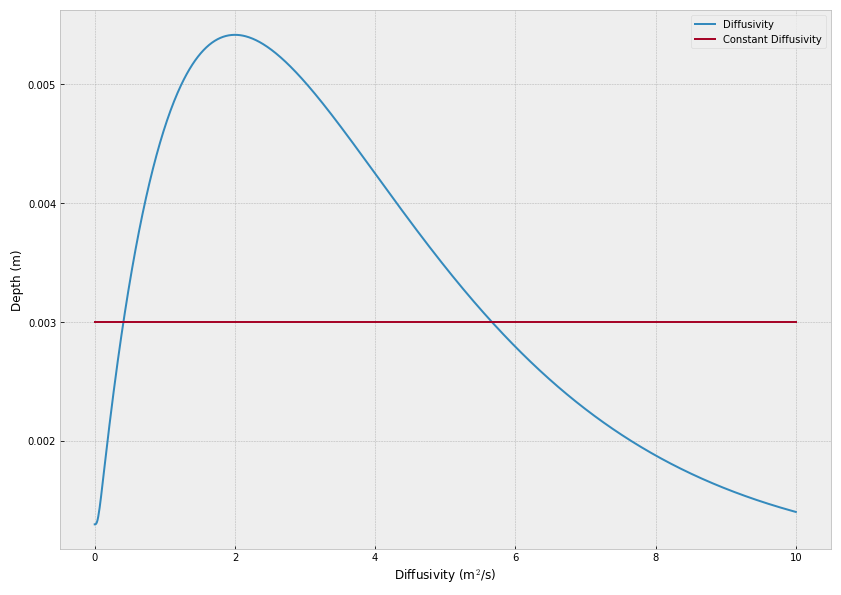 Diffusivity
Constant Diffusivity
0.005
0.004
0.003
0.002
Depth (m)
0 2 4 6 8 10
Diffusivity (m²/s)